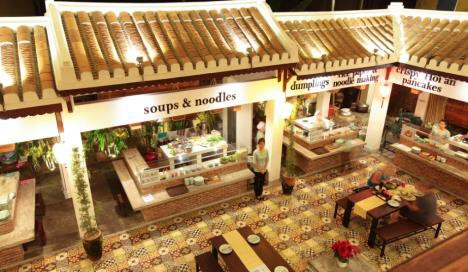 soups & noodles
dumplings
noodle making
crispy Hoi an
pancakes